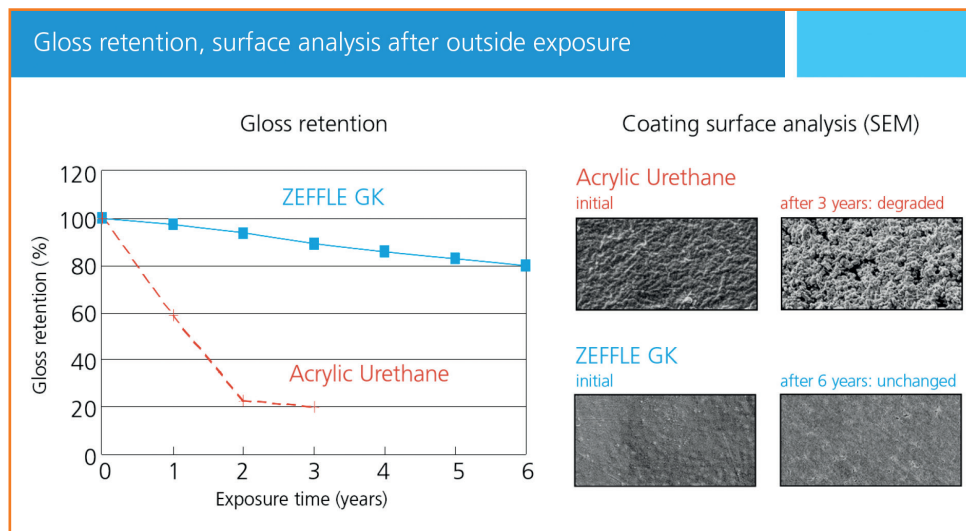 Gloss retention, surface analysis after outside exposure
Gloss retention
120
100
80
60
40
20
0
Gloss retention (%)
ZEFFLE GK
Acrylic Urethane
0 1 2 3 4 5 6
Exposure time (years)
Coating surface analysis (SEM)
Acrylic Urethane
initial
after 3 years: degraded
ZEFFLE GK
initial
after 6 years: unchanged